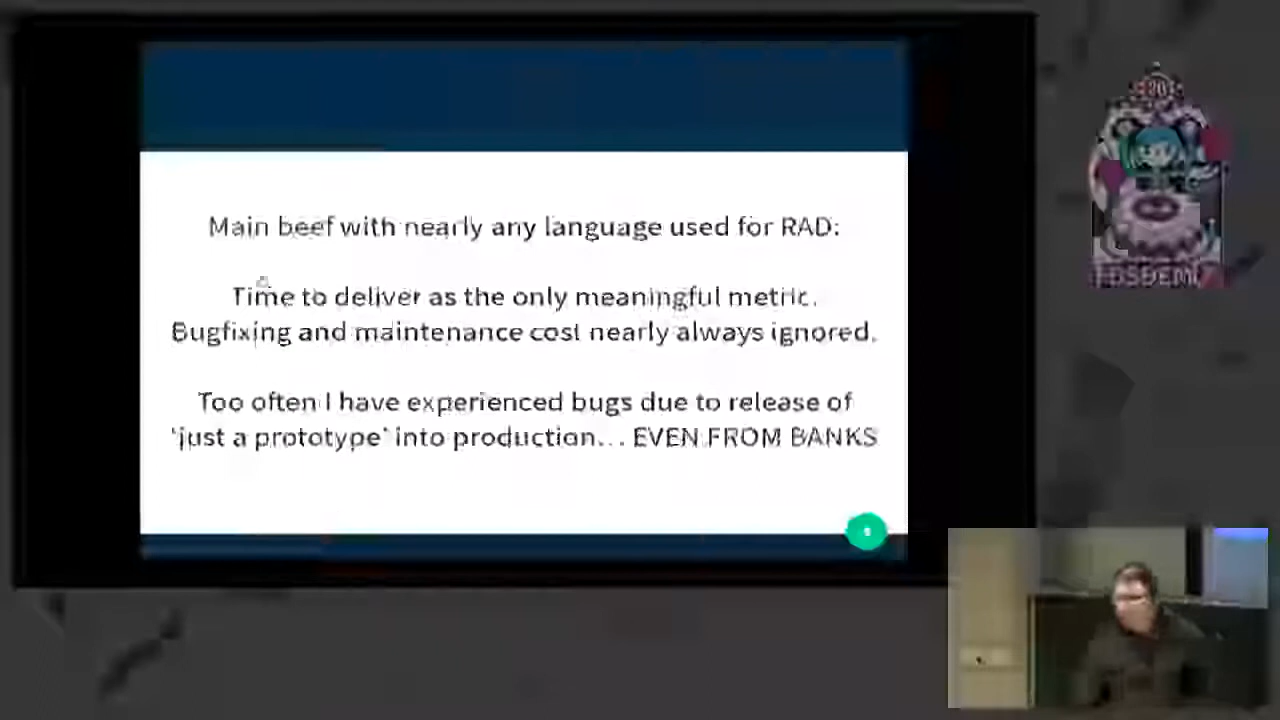 Main beef with nearly any language used for RAD:
Time to deliver as the only meaningful metric.
Bugfixing and maintenance cost nearly always ignored.
Too often I have experienced bugs due to release of
'just a prototype' into production... EVEN FROM BANKS